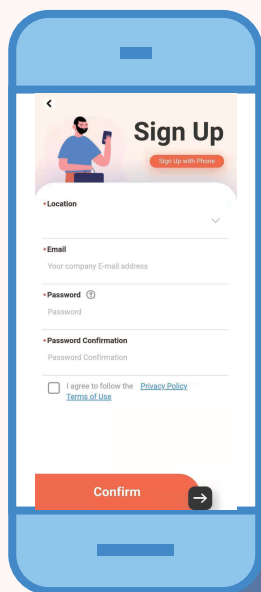 Sign Up
Sign Up with Phone
•Location
•Email
Your company E-mail address
•Password ?
Password
•Password Confirmation
Password Confirmation
I agree to follow the Privacy Policy
Terms of Use
Confirm